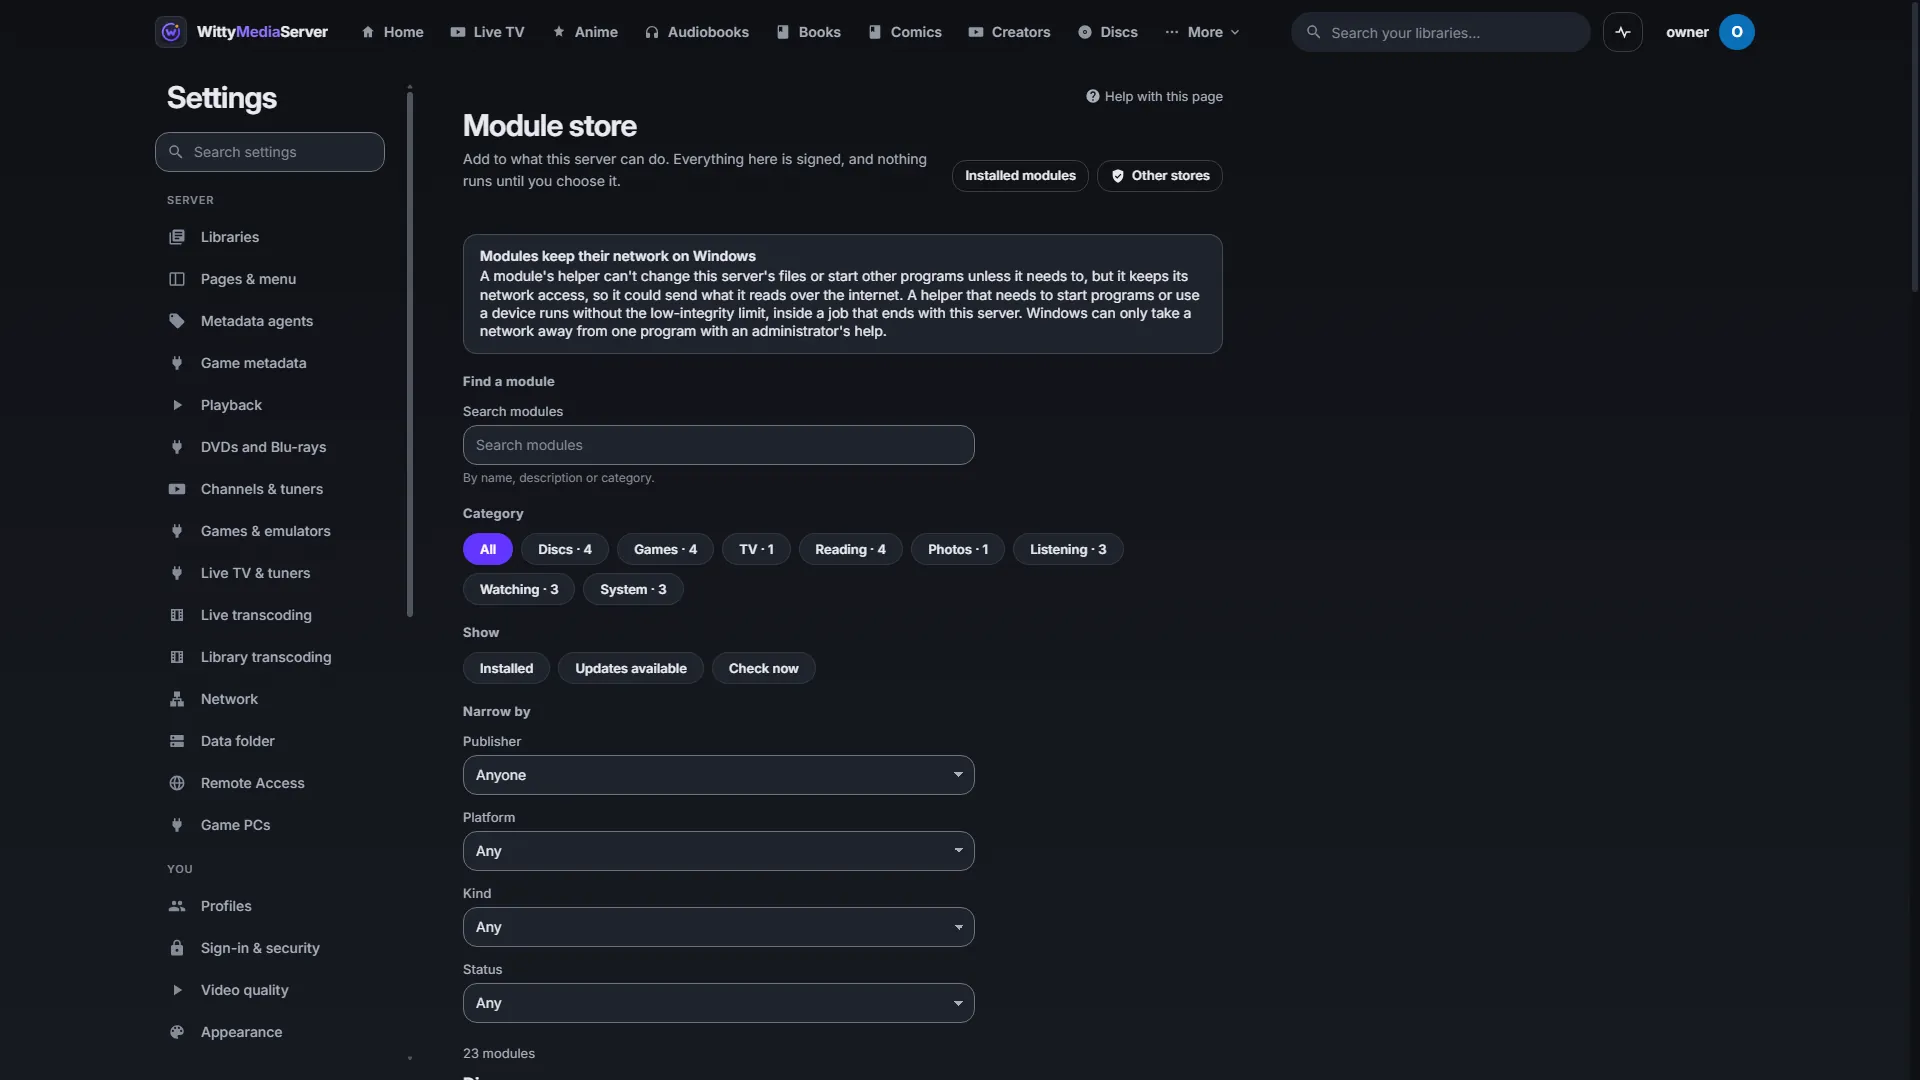 WittyMediaServer
Home
Live TV
Anime
Audiobooks
Books
Comics
Creators
Discs
More
Search your libraries...
owner
O
Settings
Search settings
SERVER
Libraries
Pages & menu
Metadata agents
Game metadata
Playback
DVDs and Blu-rays
Channels & tuners
Games & emulators
Live TV & tuners
Live transcoding
Library transcoding
Network
Data folder
Remote Access
Game PCs
YOU
Profiles
Sign-in & security
Video quality
Appearance
Help with this page
Module store
Add to what this server can do. Everything here is signed, and nothing
runs until you choose it.
Installed modules
Other stores
Modules keep their network on Windows
A module's helper can't change this server's files or start other programs unless it needs to, but it keeps its
network access, so it could send what it reads over the internet. A helper that needs to start programs or use
a device runs without the low-integrity limit, inside a job that ends with this server. Windows can only take a
network away from one program with an administrator's help.
Find a module
Search modules
Search modules
By name, description or category.
Category
All
Discs · 4
Games · 4
TV · 1
Reading · 4
Photos · 1
Listening · 3
Watching · 3
System · 3
Show
Installed
Updates available
Check now
Narrow by
Publisher
Anyone
Platform
Any
Kind
Any
Status
Any
23 modules